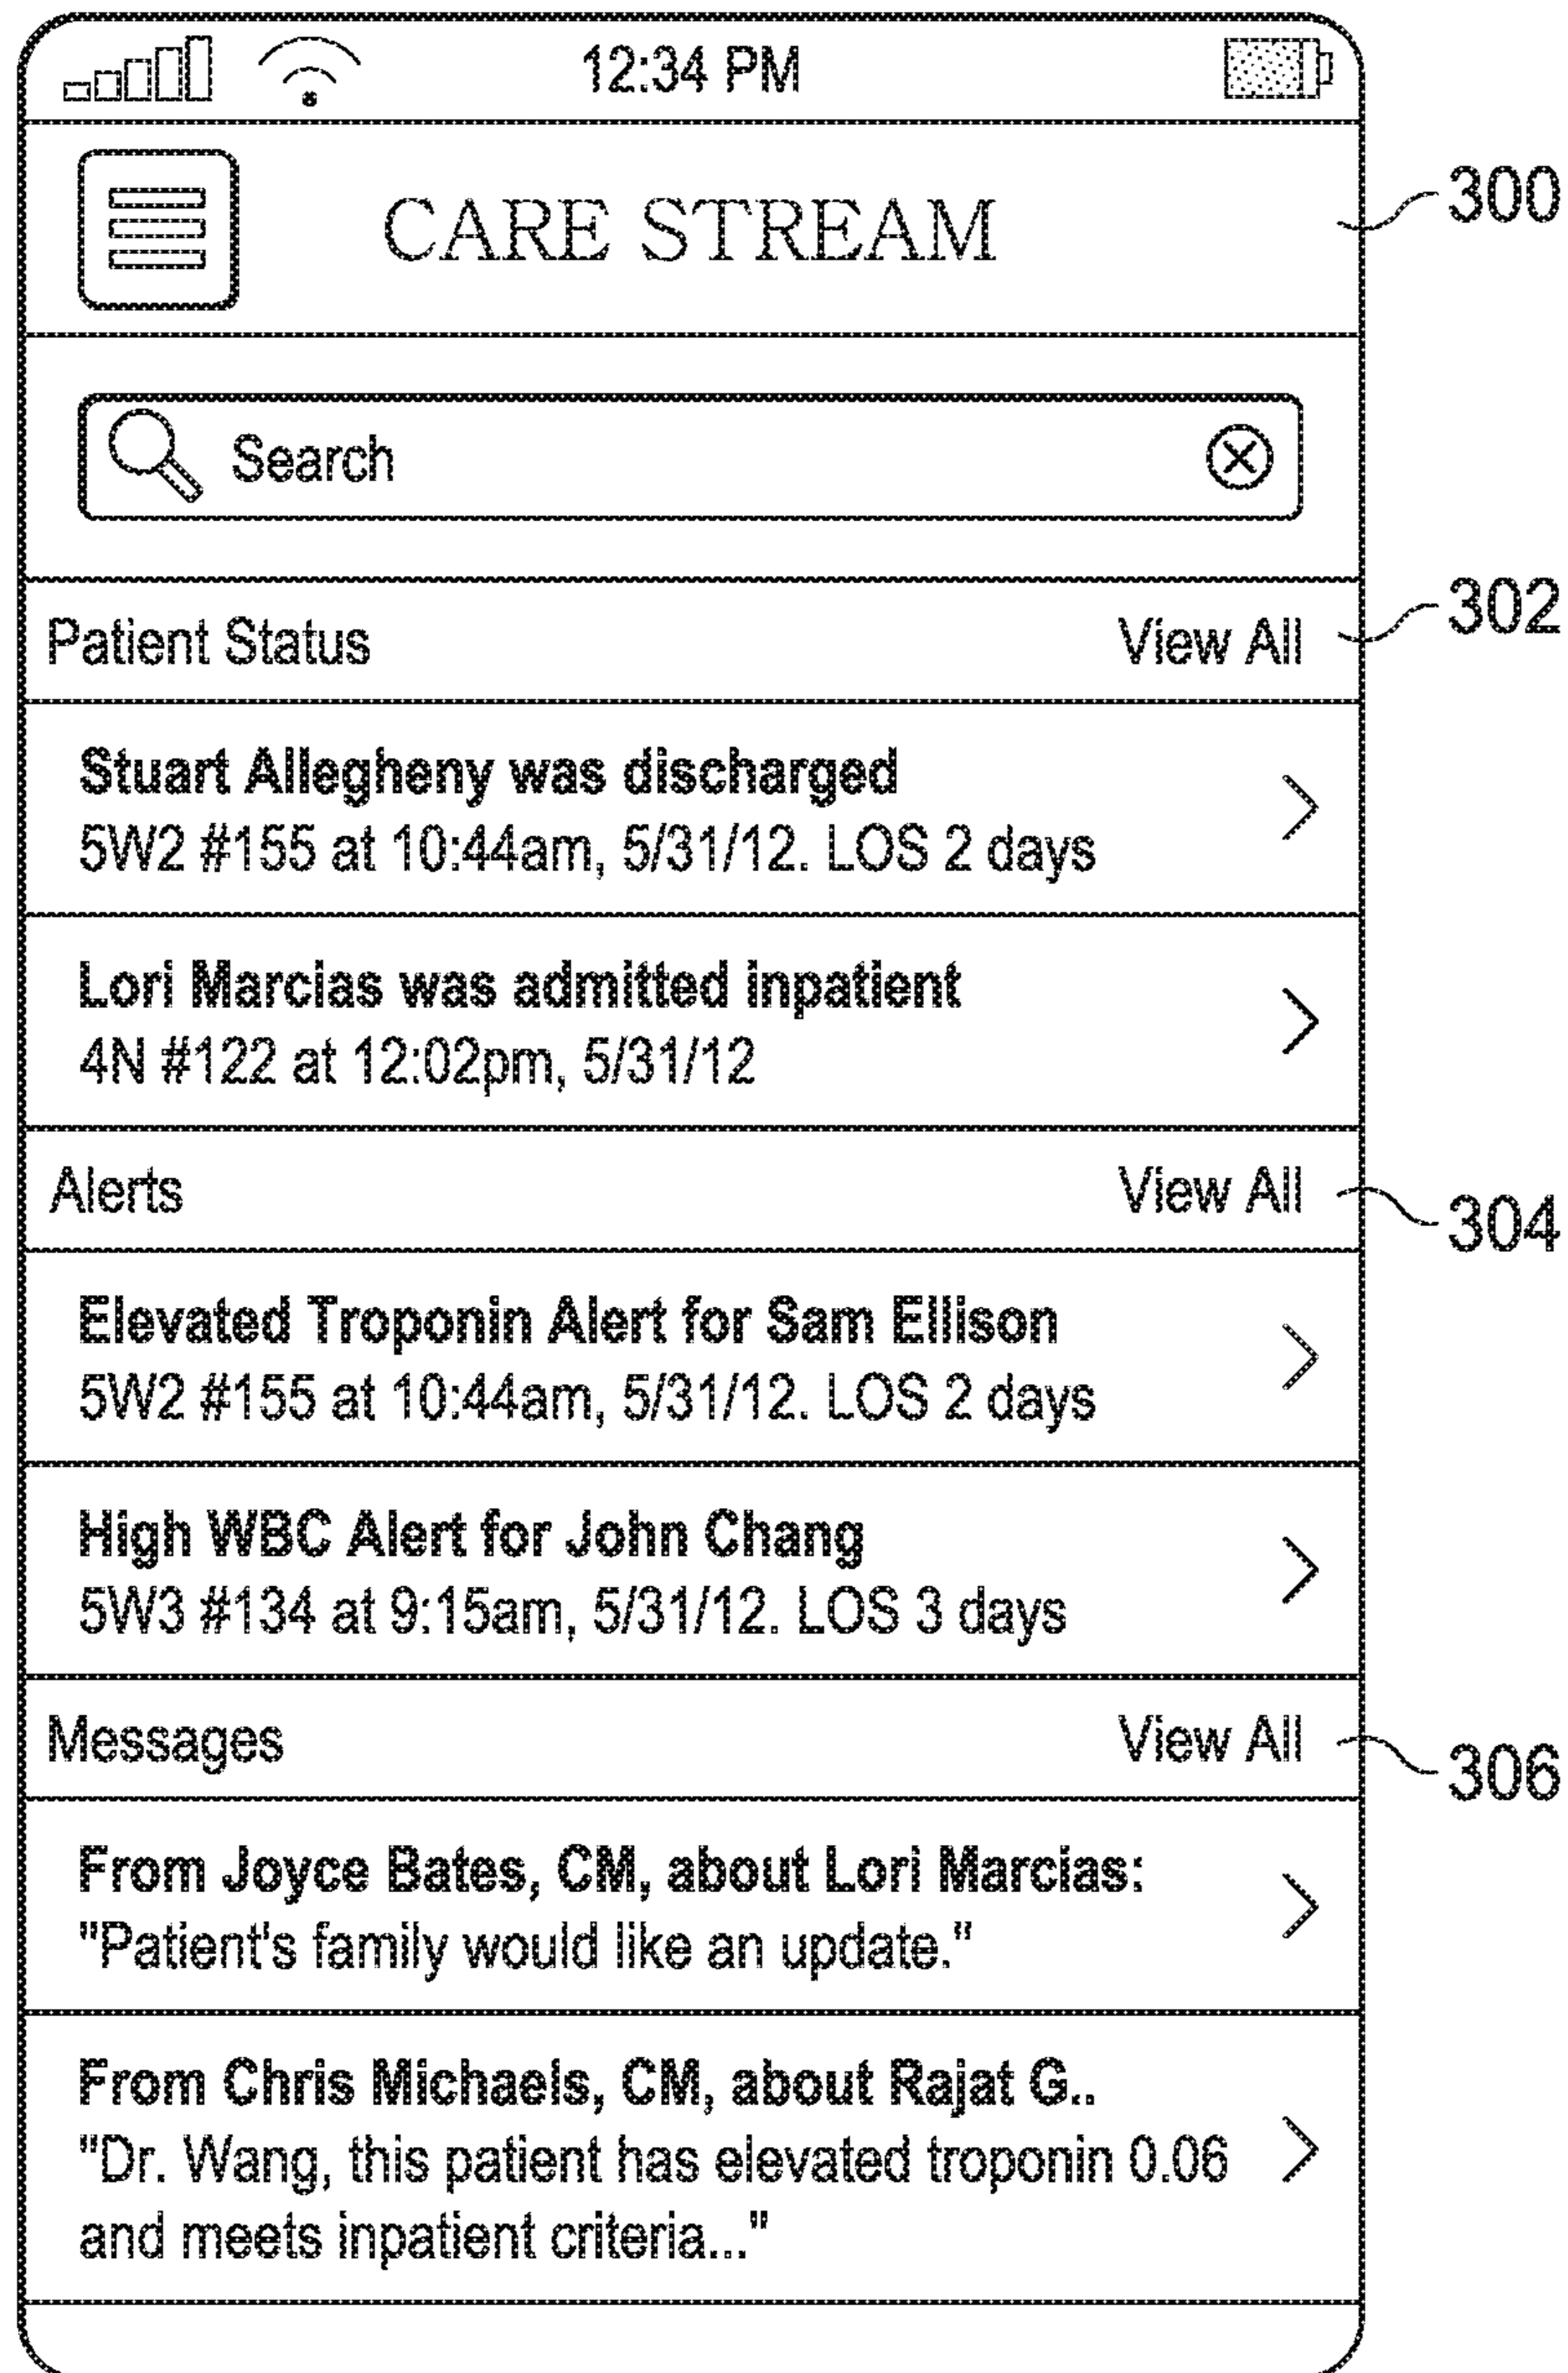 12:34 PM
CARE STREAM
300
Search
Patient Status View All
302
Stuart Allegheny was discharged
5W2 #155 at 10:44am, 5/31/12. LOS 2 days
Lori Marcias was admitted inpatient
4N #122 at 12:02pm, 5/31/12
Alerts View All
304
Elevated Troponin Alert for Sam Ellison
5W2 #155 at 10:44am, 5/31/12. LOS 2 days
High WBC Alert for John Chang
5W3 #134 at 9:15am, 5/31/12. LOS 3 days
Messages View All
306
From Joyce Bates, CM, about Lori Marcias:
"Patient's family would like an update."
From Chris Michaels, CM, about Rajat G..
"Dr. Wang, this patient has elevated troponin 0.06
and meets inpatient criteria..."